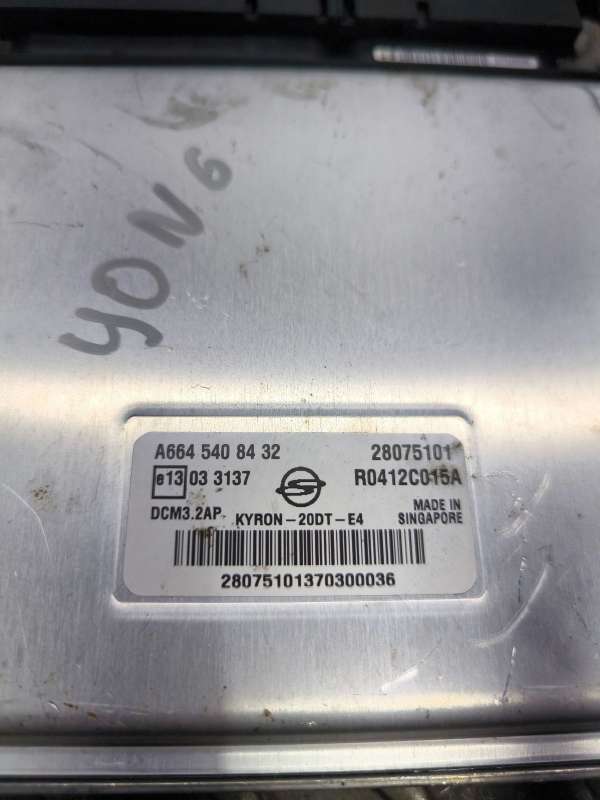 YON6
A664 540 84 32 28075101
e13 03 3137 R0412C015A
DCM3.2AP KYRON-20DT-E4 MADE IN SINGAPORE
28075101370300036